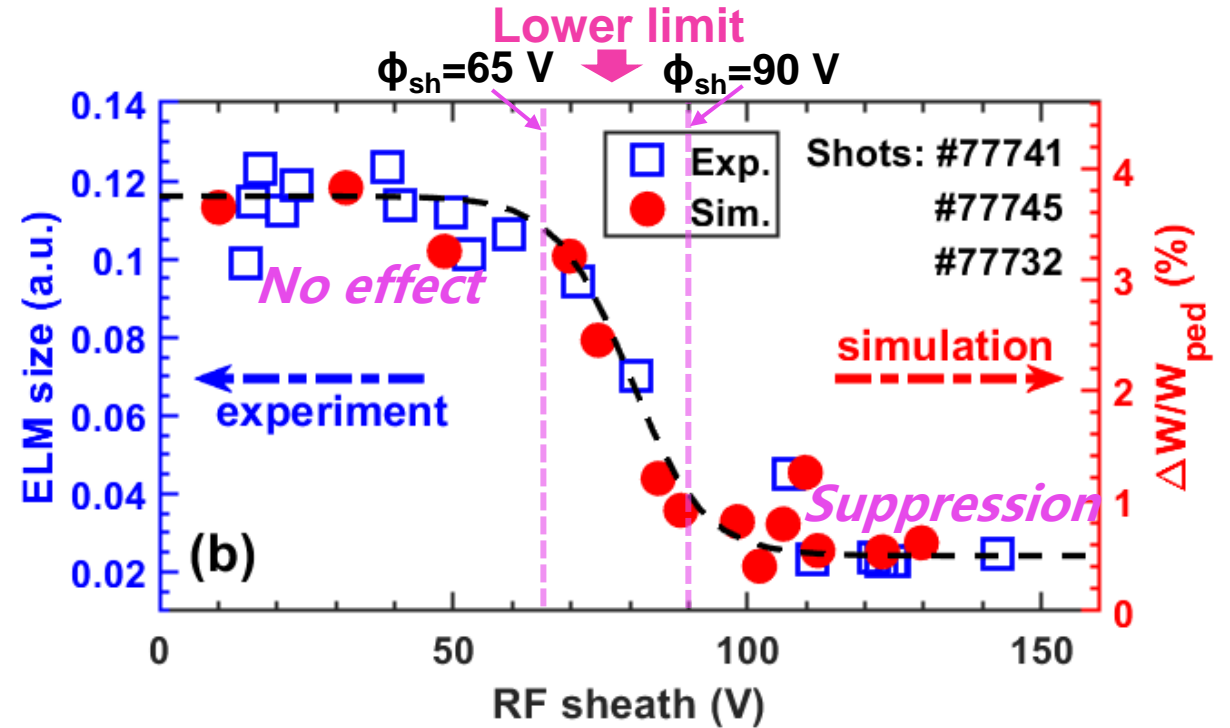 Lower limit
ϕsh=65 V
ϕsh=90 V
0.14
0.12
0.1
0.08
0.06
0.04
0.02
ELM size (a.u.)
Exp.
Sim.
Shots: #77741
#77745
#77732
No effect
experiment
simulation
Suppression
(b)
4
3
2
1
0
ΔW/Wped (%)
0
50
100
150
RF sheath (V)